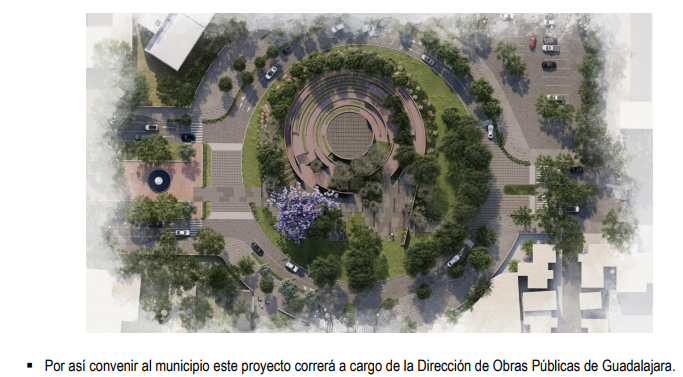 ▪ Por así convenir al municipio este proyecto correrá a cargo de la Dirección de Obras Públicas de Guadalajara.